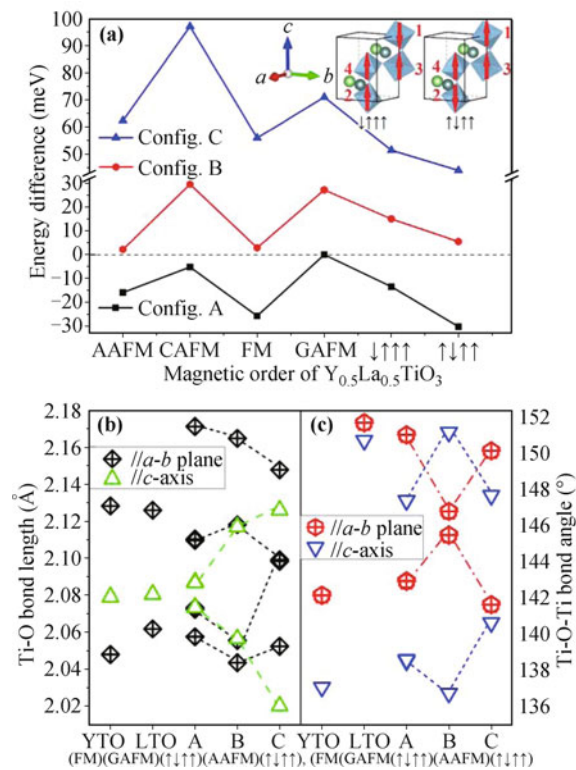 (a)
100
90
80
70
60
50
30
20
10
0
−10
−20
−30
Energy difference (meV)
c
a
b
1
4
3
2
↓↑↑↑
1
4
3
2
↑↓↑↑
Config. C
Config. B
Config. A
AAFM CAFM FM GAFM ↓↑↑↑ ↑↓↑↑
Magnetic order of Y0.5La0.5TiO3
(b)
2.18
2.16
2.14
2.12
2.10
2.08
2.06
2.04
2.02
Ti-O bond length (Å)
//a-b plane
//c-axis
YTO LTO A B C
(FM)(GAFM)(↑↓↑↑)(AAFM)(↑↓↑↑),
(c)
//a-b plane
//c-axis
152
150
148
146
144
142
140
138
136
Ti-O-Ti bond angle (°)
YTO LTO A B C
(FM(GAFM(↑↓↑↑)(AAFM)(↑↓↑↑)